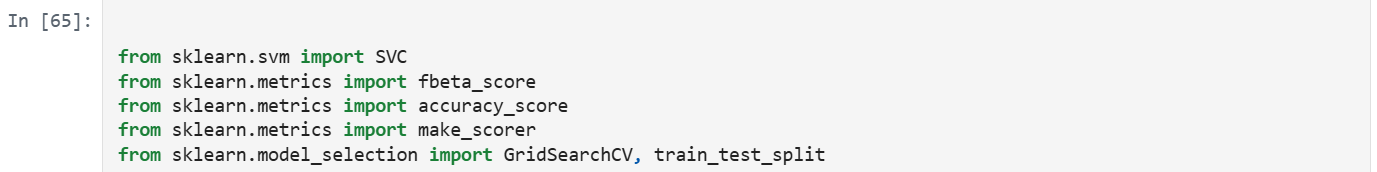 In [65]:
from sklearn.svm import SVC
from sklearn.metrics import fbeta_score
from sklearn.metrics import accuracy_score
from sklearn.metrics import make_scorer
from sklearn.model_selection import GridSearchCV, train_test_split